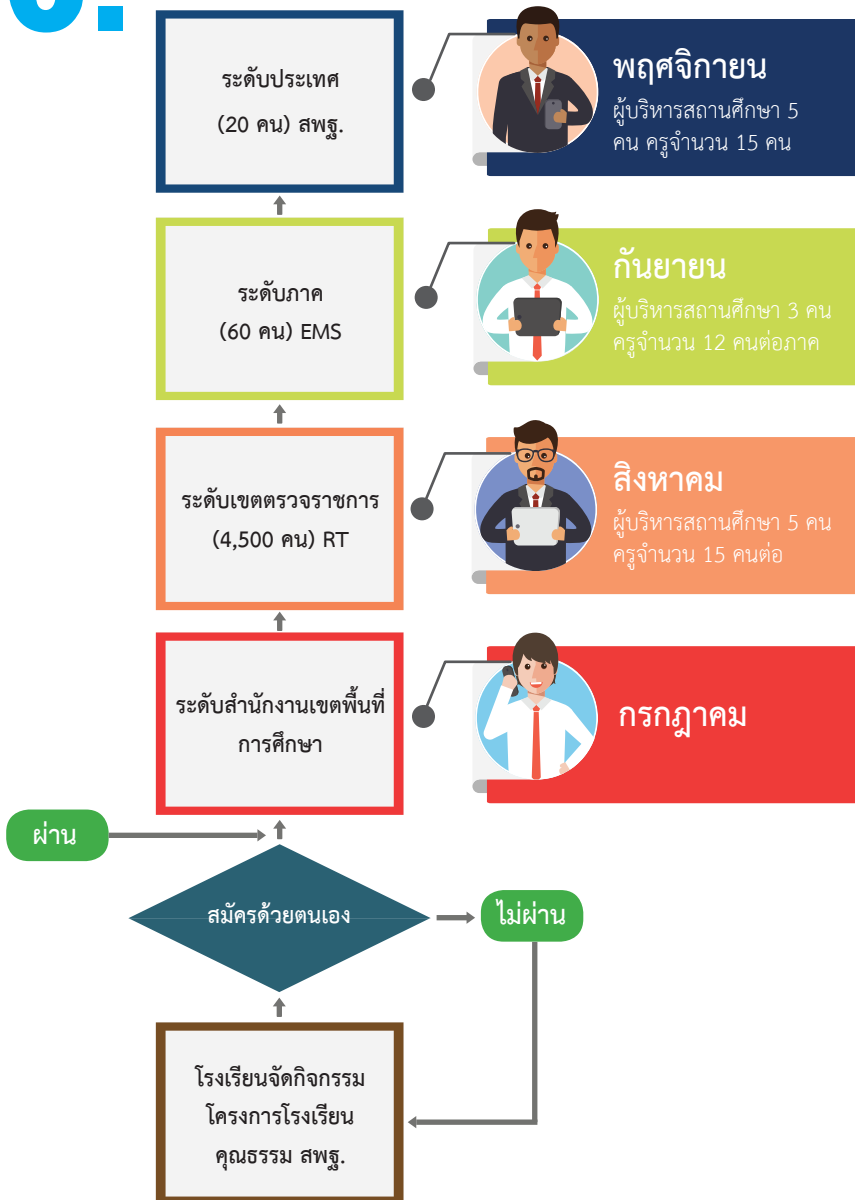 ระดับประเทศ
(20 คน) สพฐ.
พฤศจิกายน
ผู้บริหารสถานศึกษา 5
คน ครูจำนวน 15 คน
ระดับภาค
(60 คน) EMS
กันยายน
ผู้บริหารสถานศึกษา 3 คน
ครูจำนวน 12 คนต่อภาค
ระดับเขตตรวจราชการ
(4,500 คน) RT
สิงหาคม
ผู้บริหารสถานศึกษา 5 คน
ครูจำนวน 15 คนต่อ
ระดับสำนักงานเขตพื้นที่
การศึกษา
กรกฎาคม
ผ่าน
สมัครด้วยตนเอง
ไม่ผ่าน
โรงเรียนจัดกิจกรรม
โครงการโรงเรียน
คุณธรรม สพฐ.